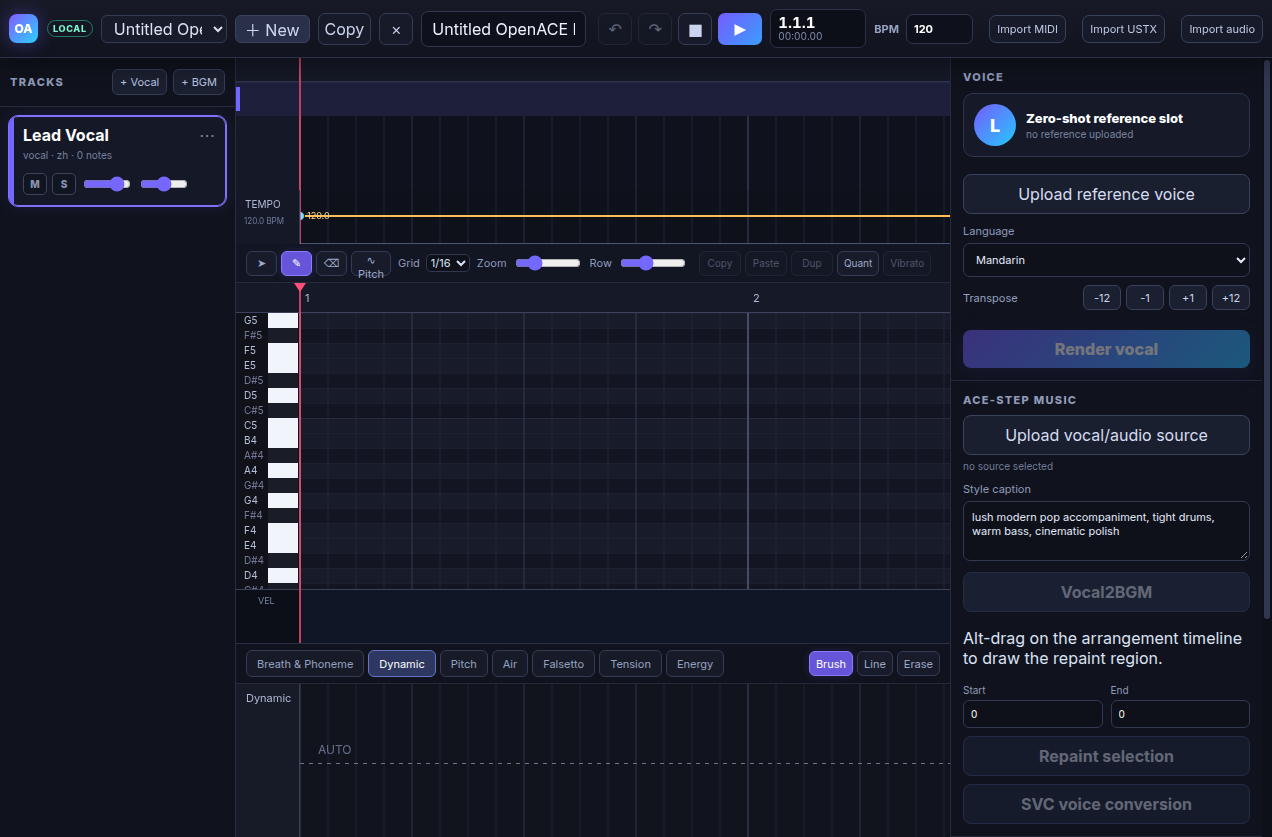 OA
LOCAL
Untitled Ope
+ New
Copy
×
Untitled OpenACE
1.1.1
00:00.00
BPM
120
Import MIDI
Import USTX
Import audio
TRACKS
+ Vocal
+ BGM
Lead Vocal
vocal · zh · 0 notes
M
S
TEMPO
120.0 BPM
120.0
Pitch
Grid
1/16
Zoom
Row
Copy
Paste
Dup
Quant
Vibrato
1
2
G5
F#5
F5
E5
D#5
D5
C#5
C5
B4
A#4
A4
G#4
G4
F#4
F4
E4
D#4
D4
VEL
Breath & Phoneme
Dynamic
Pitch
Air
Falsetto
Tension
Energy
Brush
Line
Erase
Dynamic
AUTO
VOICE
L
Zero-shot reference slot
no reference uploaded
Upload reference voice
Language
Mandarin
Transpose
-12
-1
+1
+12
Render vocal
ACE-STEP MUSIC
Upload vocal/audio source
no source selected
Style caption
lush modern pop accompaniment, tight drums,
warm bass, cinematic polish
Vocal2BGM
Alt-drag on the arrangement timeline
to draw the repaint region.
Start
End
0
0
Repaint selection
SVC voice conversion